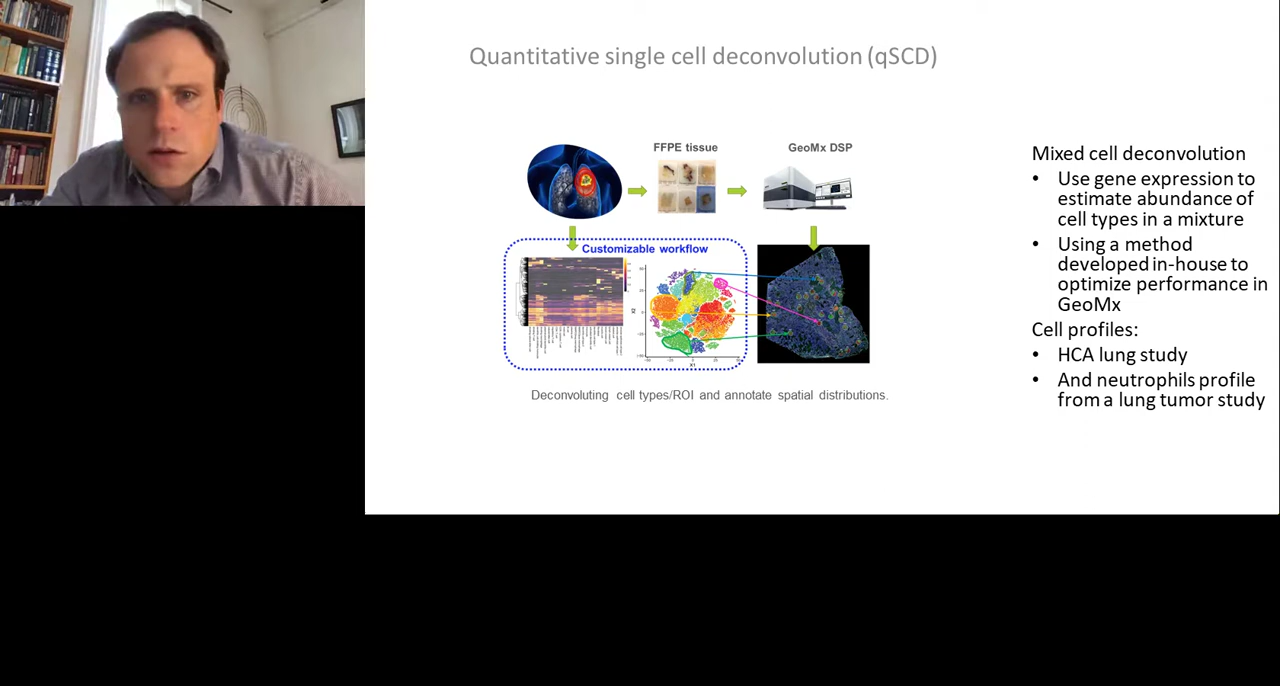 Quantitative single cell deconvolution (qSCD)
FFPE tissue
GeoMx DSP
Customizable workflow
Deconvoluting cell types/ROI and annotate spatial distributions.
Mixed cell deconvolution
• Use gene expression to
estimate abundance of
cell types in a mixture
• Using a method
developed in-house to
optimize performance in
GeoMx
Cell profiles:
• HCA lung study
• And neutrophils profile
from a lung tumor study